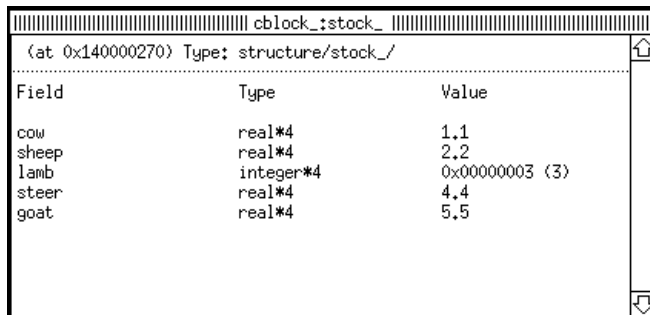 cblock_:stock_
(at 0x140000270) Type: structure/stock_/
Field Type Value
cow real*4 1.1
sheep real*4 2.2
lamb integer*4 0x00000003 (3)
steer real*4 4.4
goat real*4 5.5